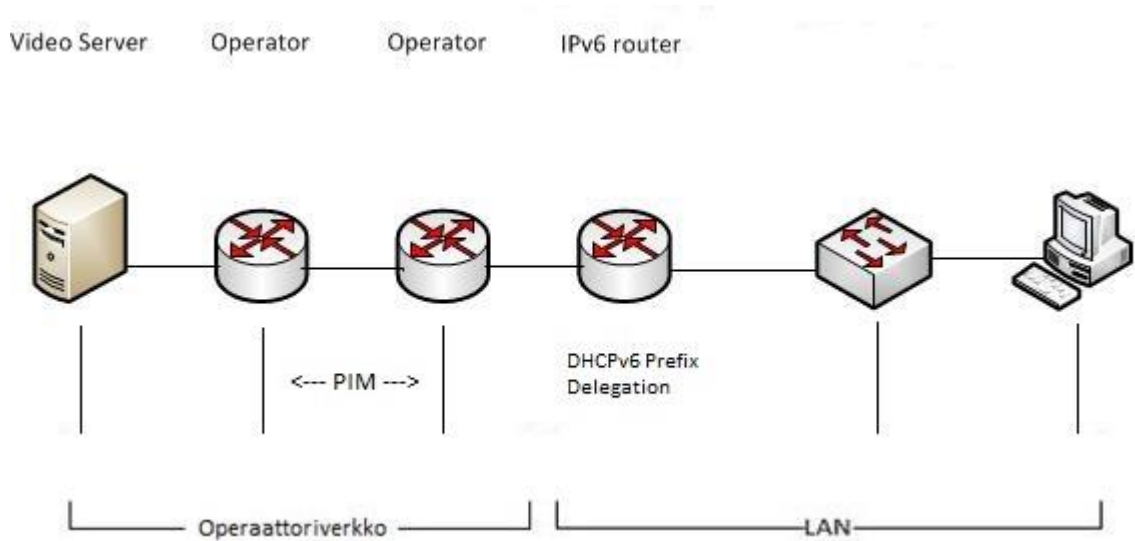 Video Server
Operator
Operator
IPv6 router
<--- PIM --->
DHCPv6 Prefix
Delegation
Operaattoriverkko
LAN